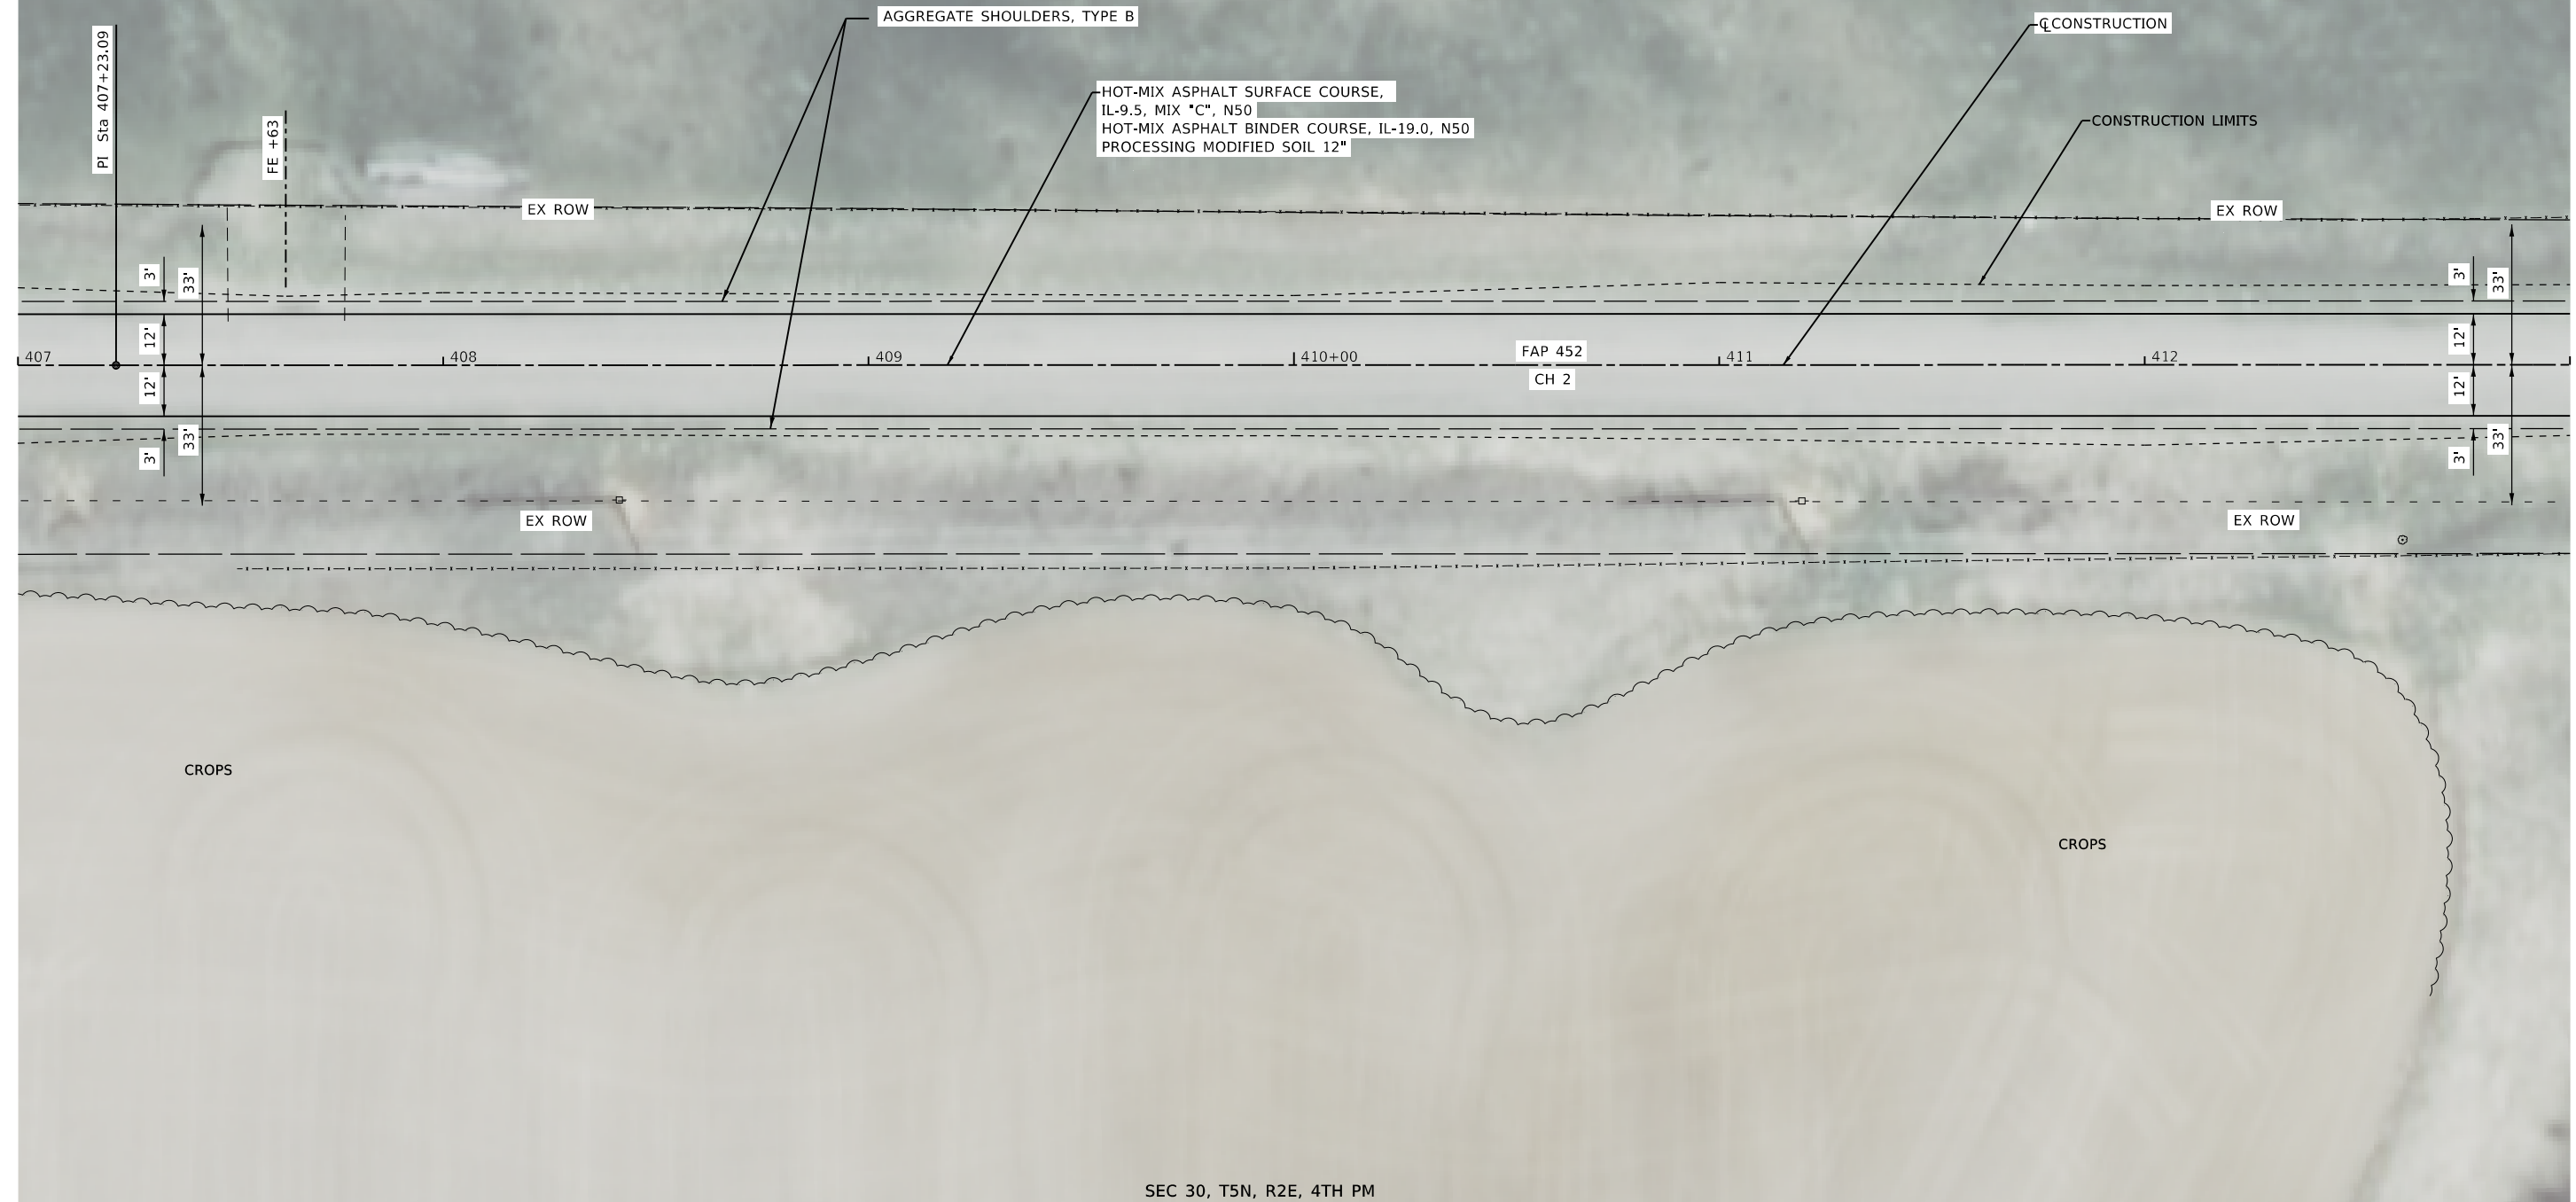 AGGREGATE SHOULDERS, TYPE B
℄ CONSTRUCTION
PI Sta 407+23.09
HOT-MIX ASPHALT SURFACE COURSE,
IL-9.5, MIX "C", N50
HOT-MIX ASPHALT BINDER COURSE, IL-19.0, N50
PROCESSING MODIFIED SOIL 12"
CONSTRUCTION LIMITS
FE +63
EX ROW
EX ROW
3'
33'
3'
33'
12'
12'
407
408
409
410+00
FAP 452
411
412
CH 2
12'
12'
33'
3'
33'
3'
EX ROW
EX ROW
CROPS
CROPS
SEC 30, T5N, R2E, 4TH PM